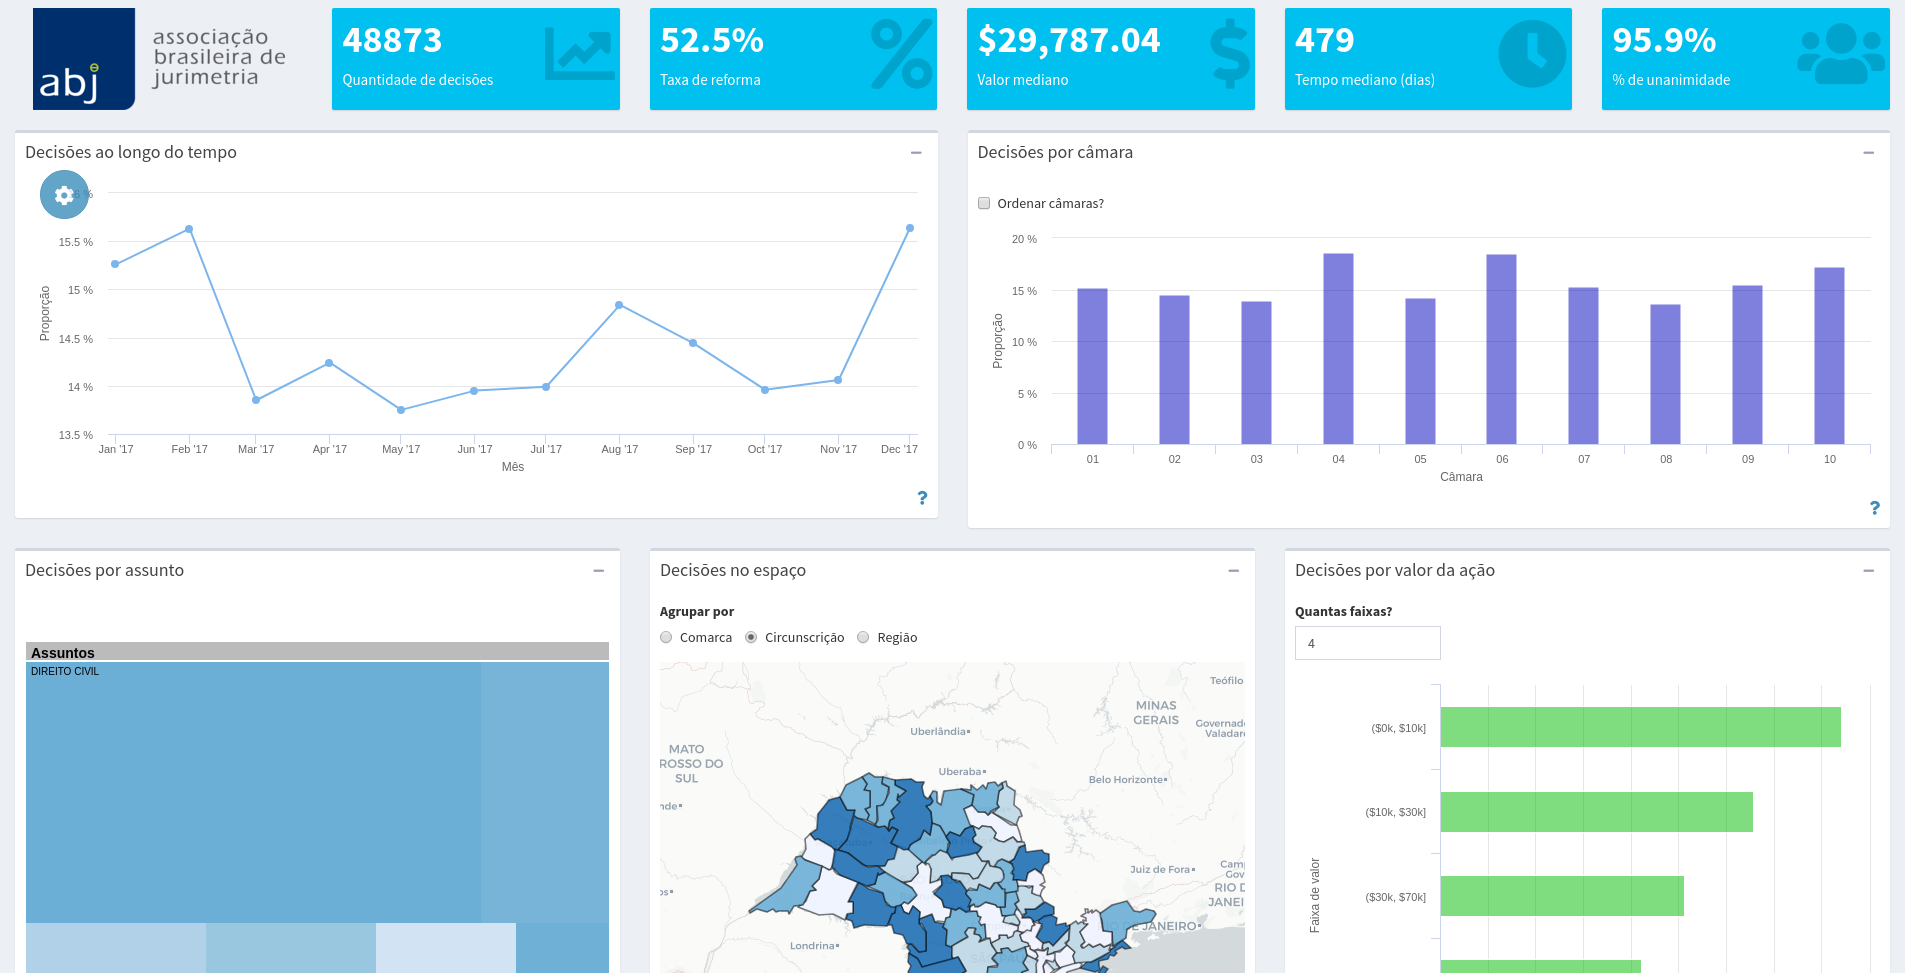 abj
associação
brasileira de
jurimetria
48873
Quantidade de decisões
52.5%
Taxa de reforma
$29,787.04
Valor mediano
479
Tempo mediano (dias)
95.9%
% de unanimidade
Decisões ao longo do tempo
15.5 %
15 %
14.5 %
14 %
13.5 %
Proporção
Jan '17 Feb '17 Mar '17 Apr '17 May '17 Jun '17 Jul '17 Aug '17 Sep '17 Oct '17 Nov '17 Dec '17
Mês
?
Decisões por câmara
Ordenar câmaras?
20 %
15 %
10 %
5 %
0 %
Proporção
01 02 03 04 05 06 07 08 09 10
Câmara
?
Decisões por assunto
Assuntos
DIREITO CIVIL
Decisões no espaço
Agrupar por
Comarca Circunscrição Região
Teófilo
MINAS
GERAIS
Governad
Valadar
Uberlândia
MATO
ROSSO DO
SUL
Uberaba
Belo Horizonte
nde
Juiz de Fora
Cam
Gov
RIO D
JANEI
os
DE JANEIRO
Londrina
Decisões por valor da ação
Quantas faixas?
4
($0k, $10k]
($10k, $30k]
($30k, $70k]
Faixa de valor